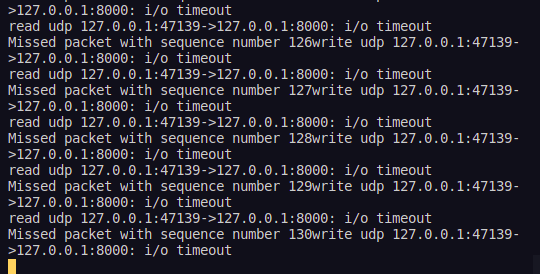 >127.0.0.1:8000: i/o timeout
read udp 127.0.0.1:47139->127.0.0.1:8000: i/o timeout
Missed packet with sequence number 126write udp 127.0.0.1:47139-
>127.0.0.1:8000: i/o timeout
read udp 127.0.0.1:47139->127.0.0.1:8000: i/o timeout
Missed packet with sequence number 127write udp 127.0.0.1:47139-
>127.0.0.1:8000: i/o timeout
read udp 127.0.0.1:47139->127.0.0.1:8000: i/o timeout
Missed packet with sequence number 128write udp 127.0.0.1:47139-
>127.0.0.1:8000: i/o timeout
read udp 127.0.0.1:47139->127.0.0.1:8000: i/o timeout
Missed packet with sequence number 129write udp 127.0.0.1:47139-
>127.0.0.1:8000: i/o timeout
read udp 127.0.0.1:47139->127.0.0.1:8000: i/o timeout
Missed packet with sequence number 130write udp 127.0.0.1:47139-
>127.0.0.1:8000: i/o timeout